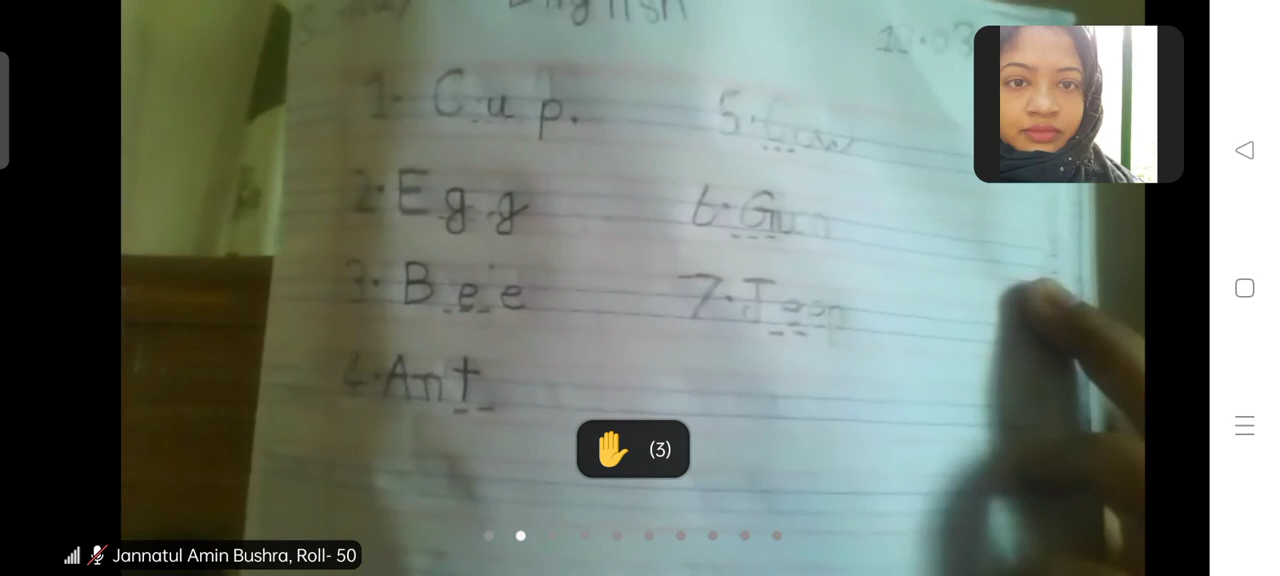 English
1. Cup.
2. Egg
3. Bee
4. Ant
5. Cow
6. Gun
7. Jeep
(3)
Jannatul Amin Bushra, Roll- 50